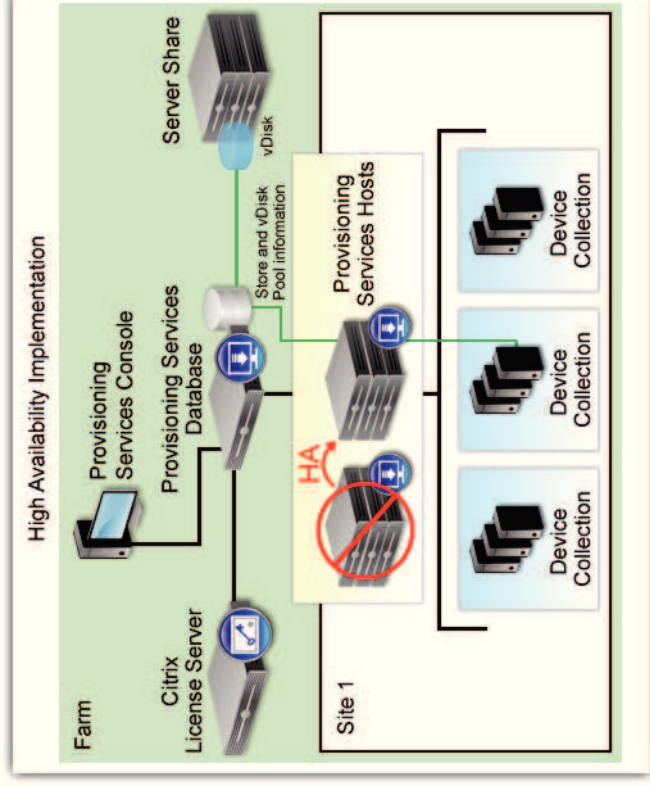 High Availability Implementation
Farm
Provisioning
Services Console
Citrix
License Server
Provisioning Services
Database
Server Share
vDisk
Store and vDisk
Pool information
Site 1
HA
Provisioning
Services Hosts
Device
Collection
Device
Collection
Device
Collection